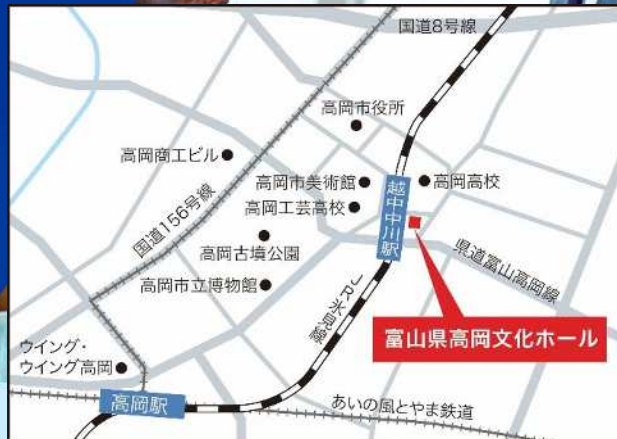 国道8号線
高岡市役所
高岡商工ビル
高岡市美術館
高岡高校
越中中川駅
高岡工芸高校
国道156号線
高岡古墳公園
県道富山高岡線
高岡市立博物館
JR氷見線
富山県高岡文化ホール
ウイング・
ウイング高岡
高岡駅
あいの風とやま鉄道